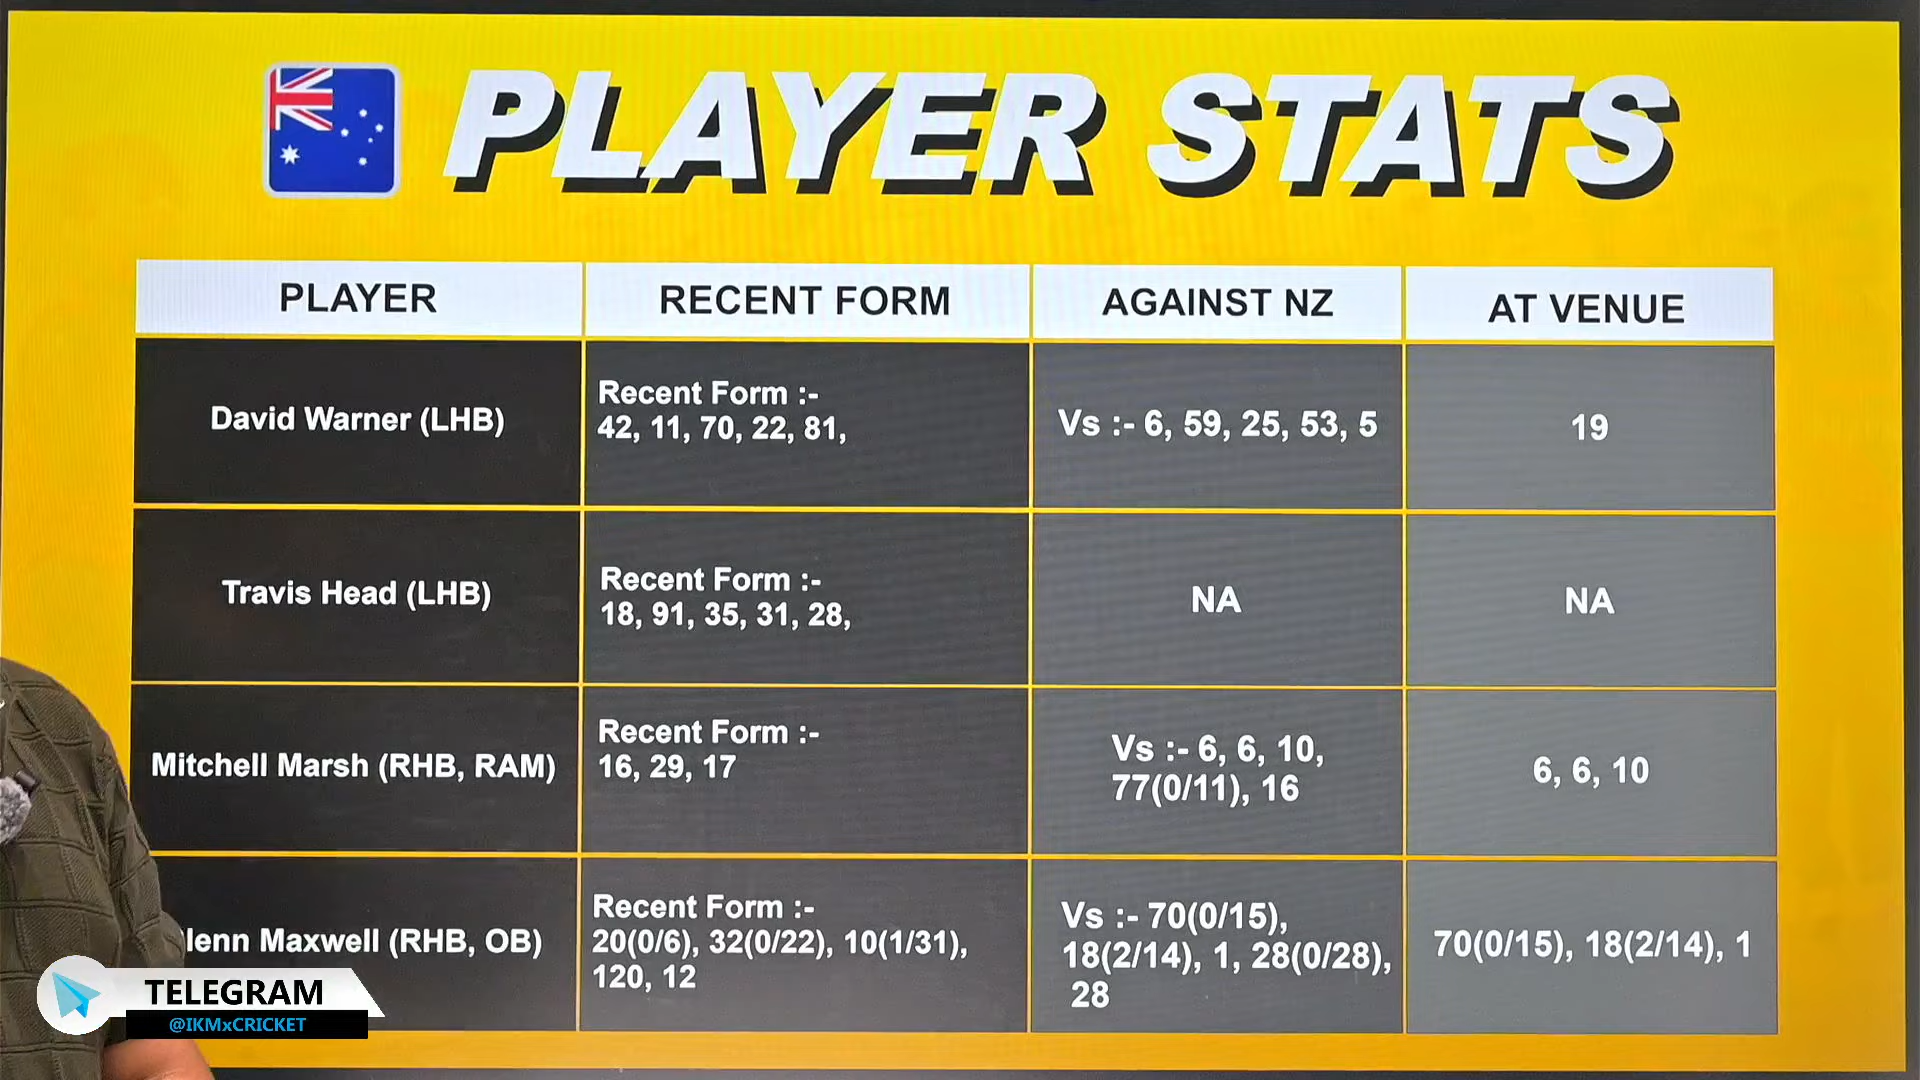 PLAYER STATS
PLAYER
RECENT FORM
AGAINST NZ
AT VENUE
David Warner (LHB)
Recent Form :-
42, 11, 70, 22, 81,
Vs :- 6, 59, 25, 53, 5
19
Travis Head (LHB)
Recent Form :-
18, 91, 35, 31, 28,
NA
NA
Mitchell Marsh (RHB, RAM)
Recent Form :-
16, 29, 17
Vs :- 6, 6, 10,
77(0/11), 16
6, 6, 10
lenn Maxwell (RHB, OB)
Recent Form :-
20(0/6), 32(0/22), 10(1/31),
120, 12
Vs :- 70(0/15),
18(2/14), 1, 28(0/28),
28
70(0/15), 18(2/14), 1
TELEGRAM
@IKMxCRICKET